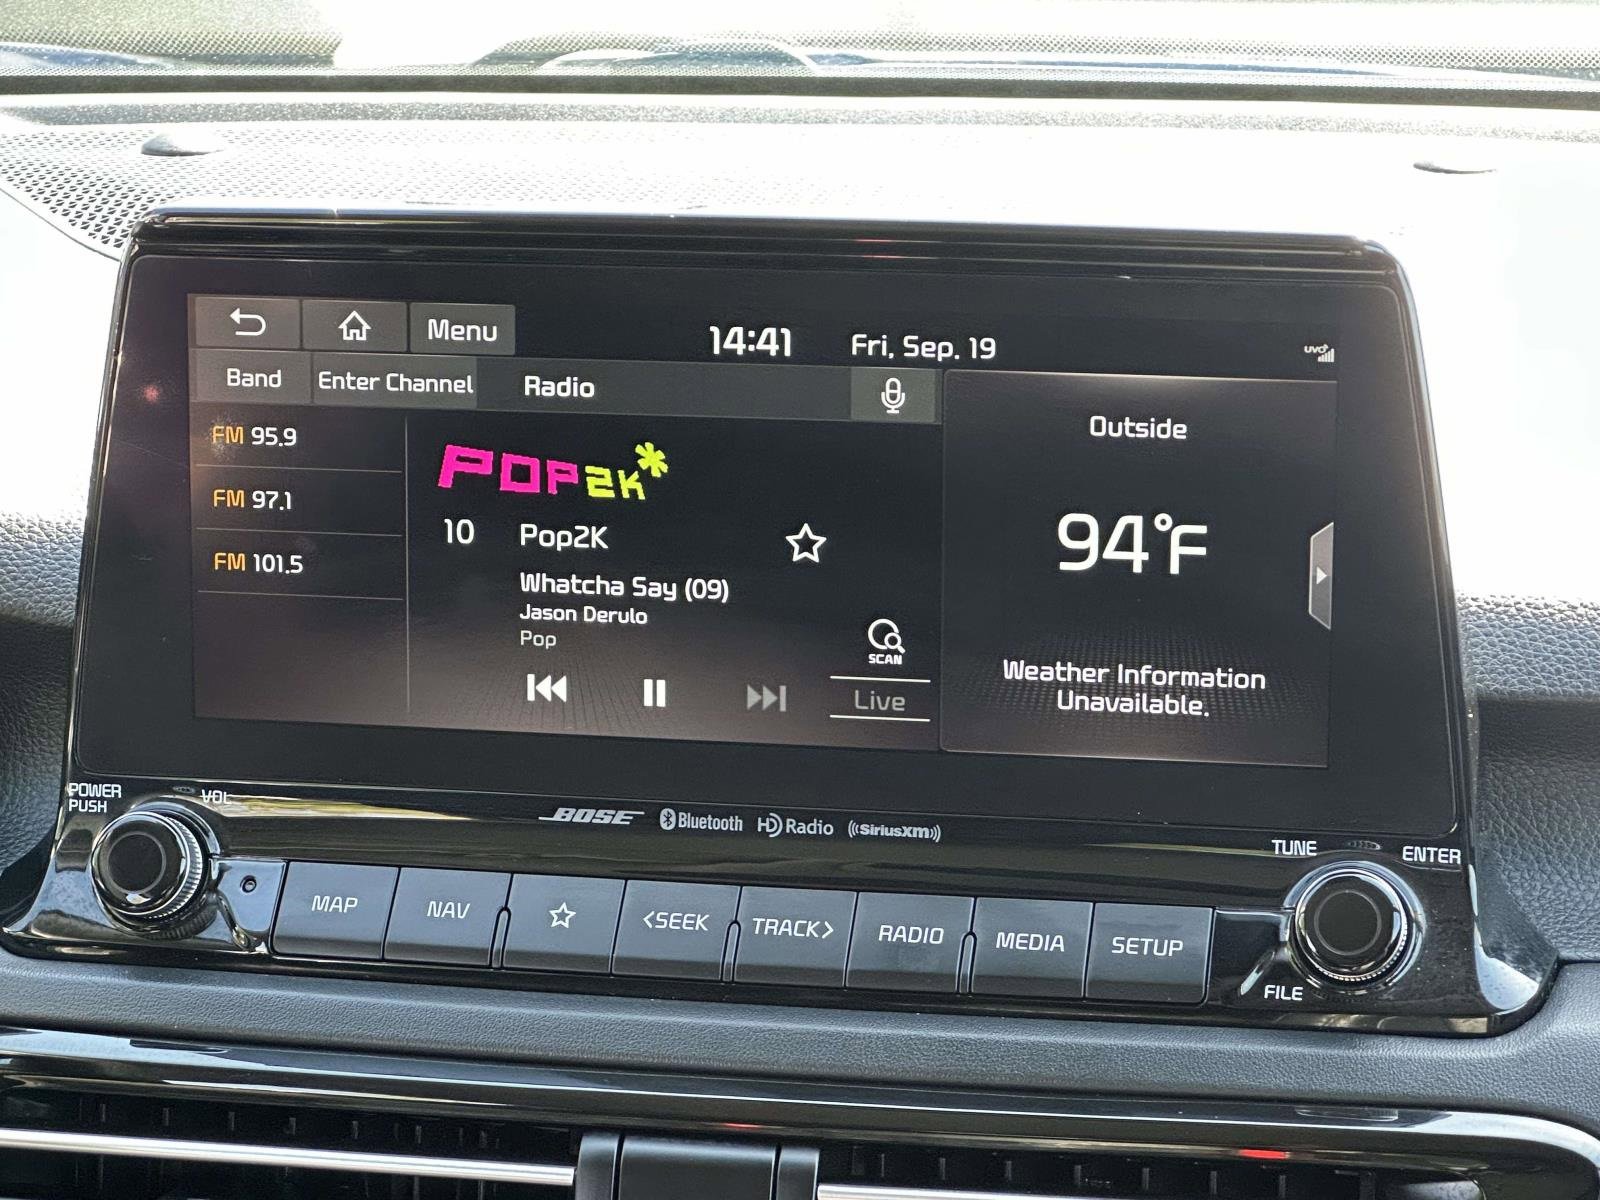 Menu
14:41
Fri, Sep. 19
UVO
Band
Enter Channel
Radio
Outside
FM 95.9
FM 97.1
FM 101.5
POP2K*
10
Pop2K
Whatcha Say (09)
Jason Derulo
Pop
SCAN
Live
94°F
Weather Information
Unavailable.
POWER
PUSH
VOL
BOSE
Bluetooth
HD Radio
((SiriusXM))
TUNE
ENTER
MAP
NAV
<SEEK
TRACK>
RADIO
MEDIA
SETUP
FILE